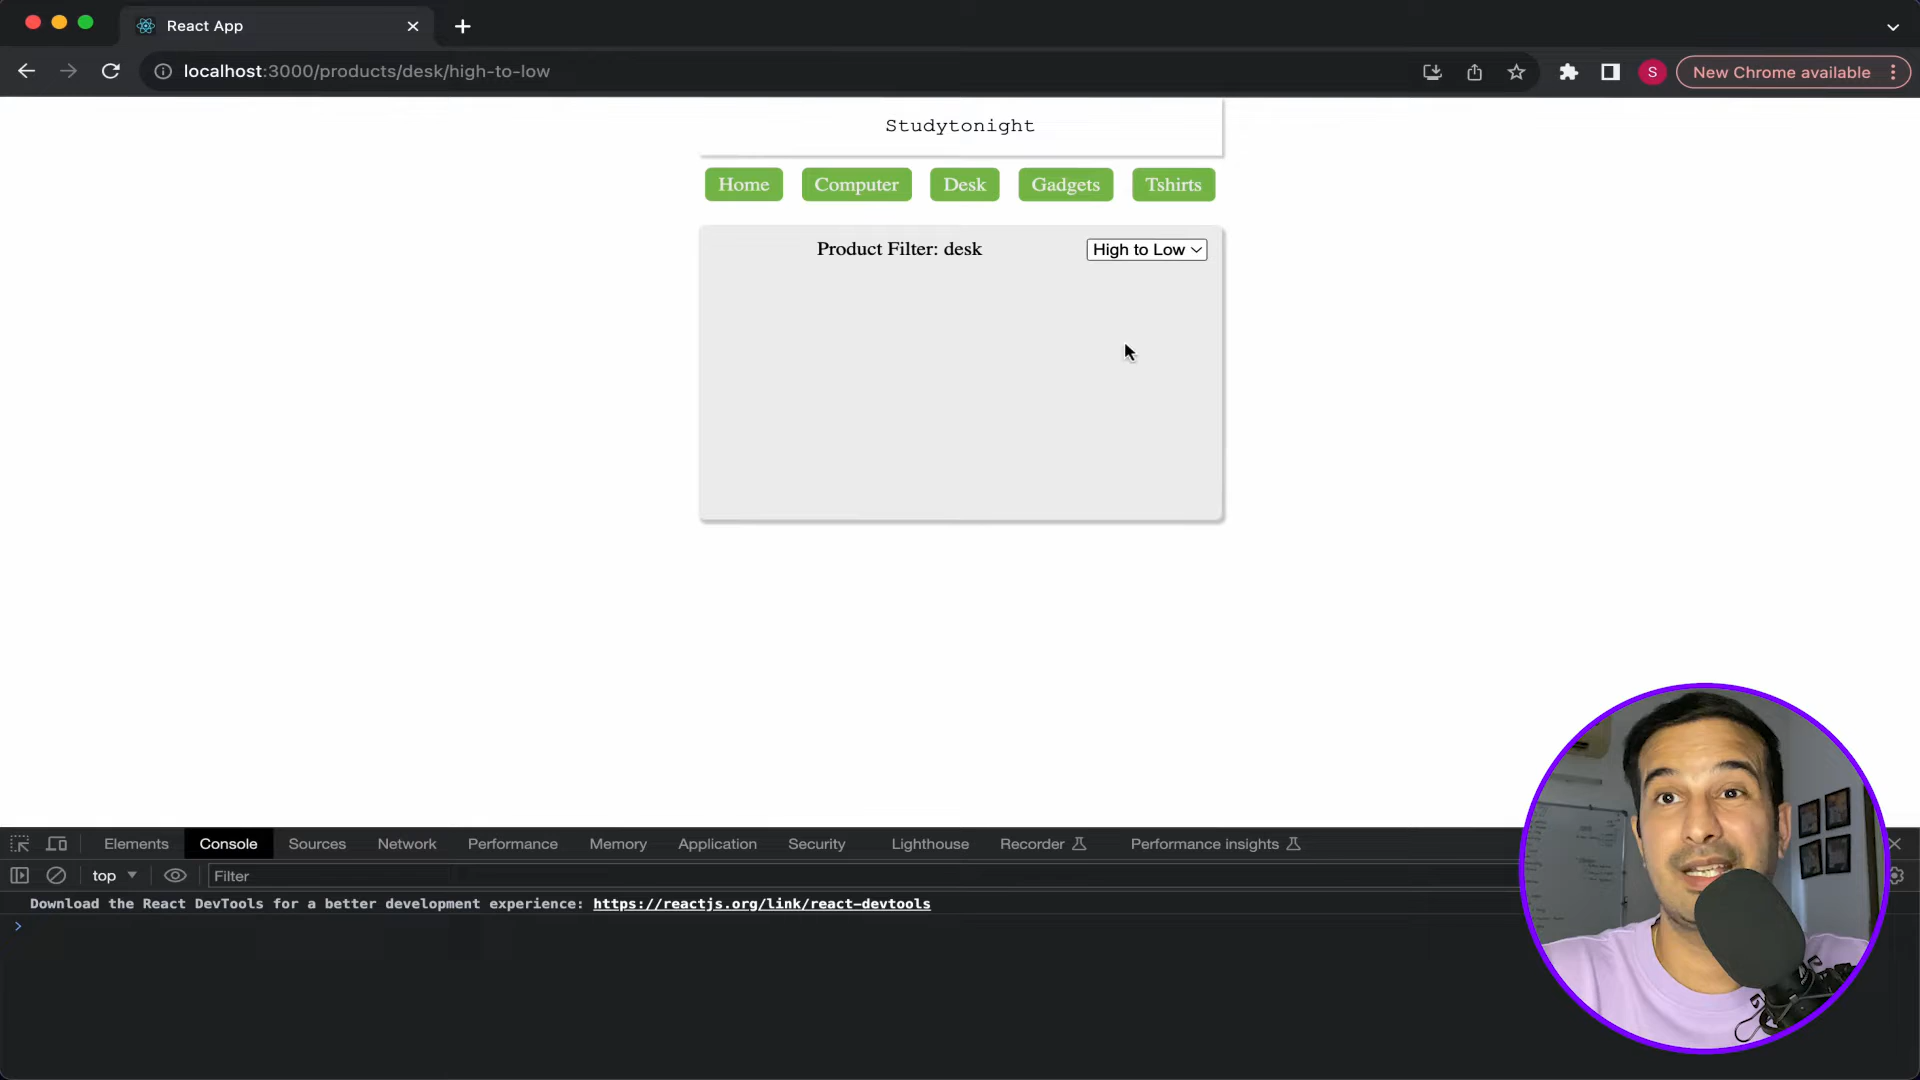 React App
localhost:3000/products/desk/high-to-low
S
New Chrome available
Studytonight
Home Computer Desk Gadgets Tshirts
Product Filter: desk
High to Low
Elements Console Sources Network Performance Memory Application Security Lighthouse Recorder Performance insights
top Filter
Download the React DevTools for a better development experience: https://reactjs.org/link/react-devtools
>